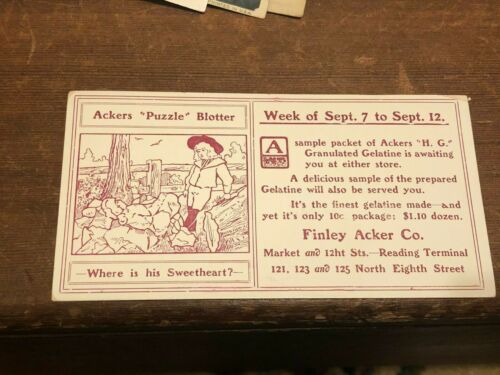 Ackers "Puzzle" Blotter
Where is his Sweetheart?
Week of Sept. 7 to Sept. 12.
A sample packet of Ackers "H. G."
Granulated Gelatine is awaiting
you at either store.
A delicious sample of the prepared
Gelatine will also be served you.
It's the finest gelatine made—and
yet it's only 10c package; $1.10 dozen.
Finley Acker Co.
Market and 12ht Sts.—Reading Terminal
121, 123 and 125 North Eighth Street